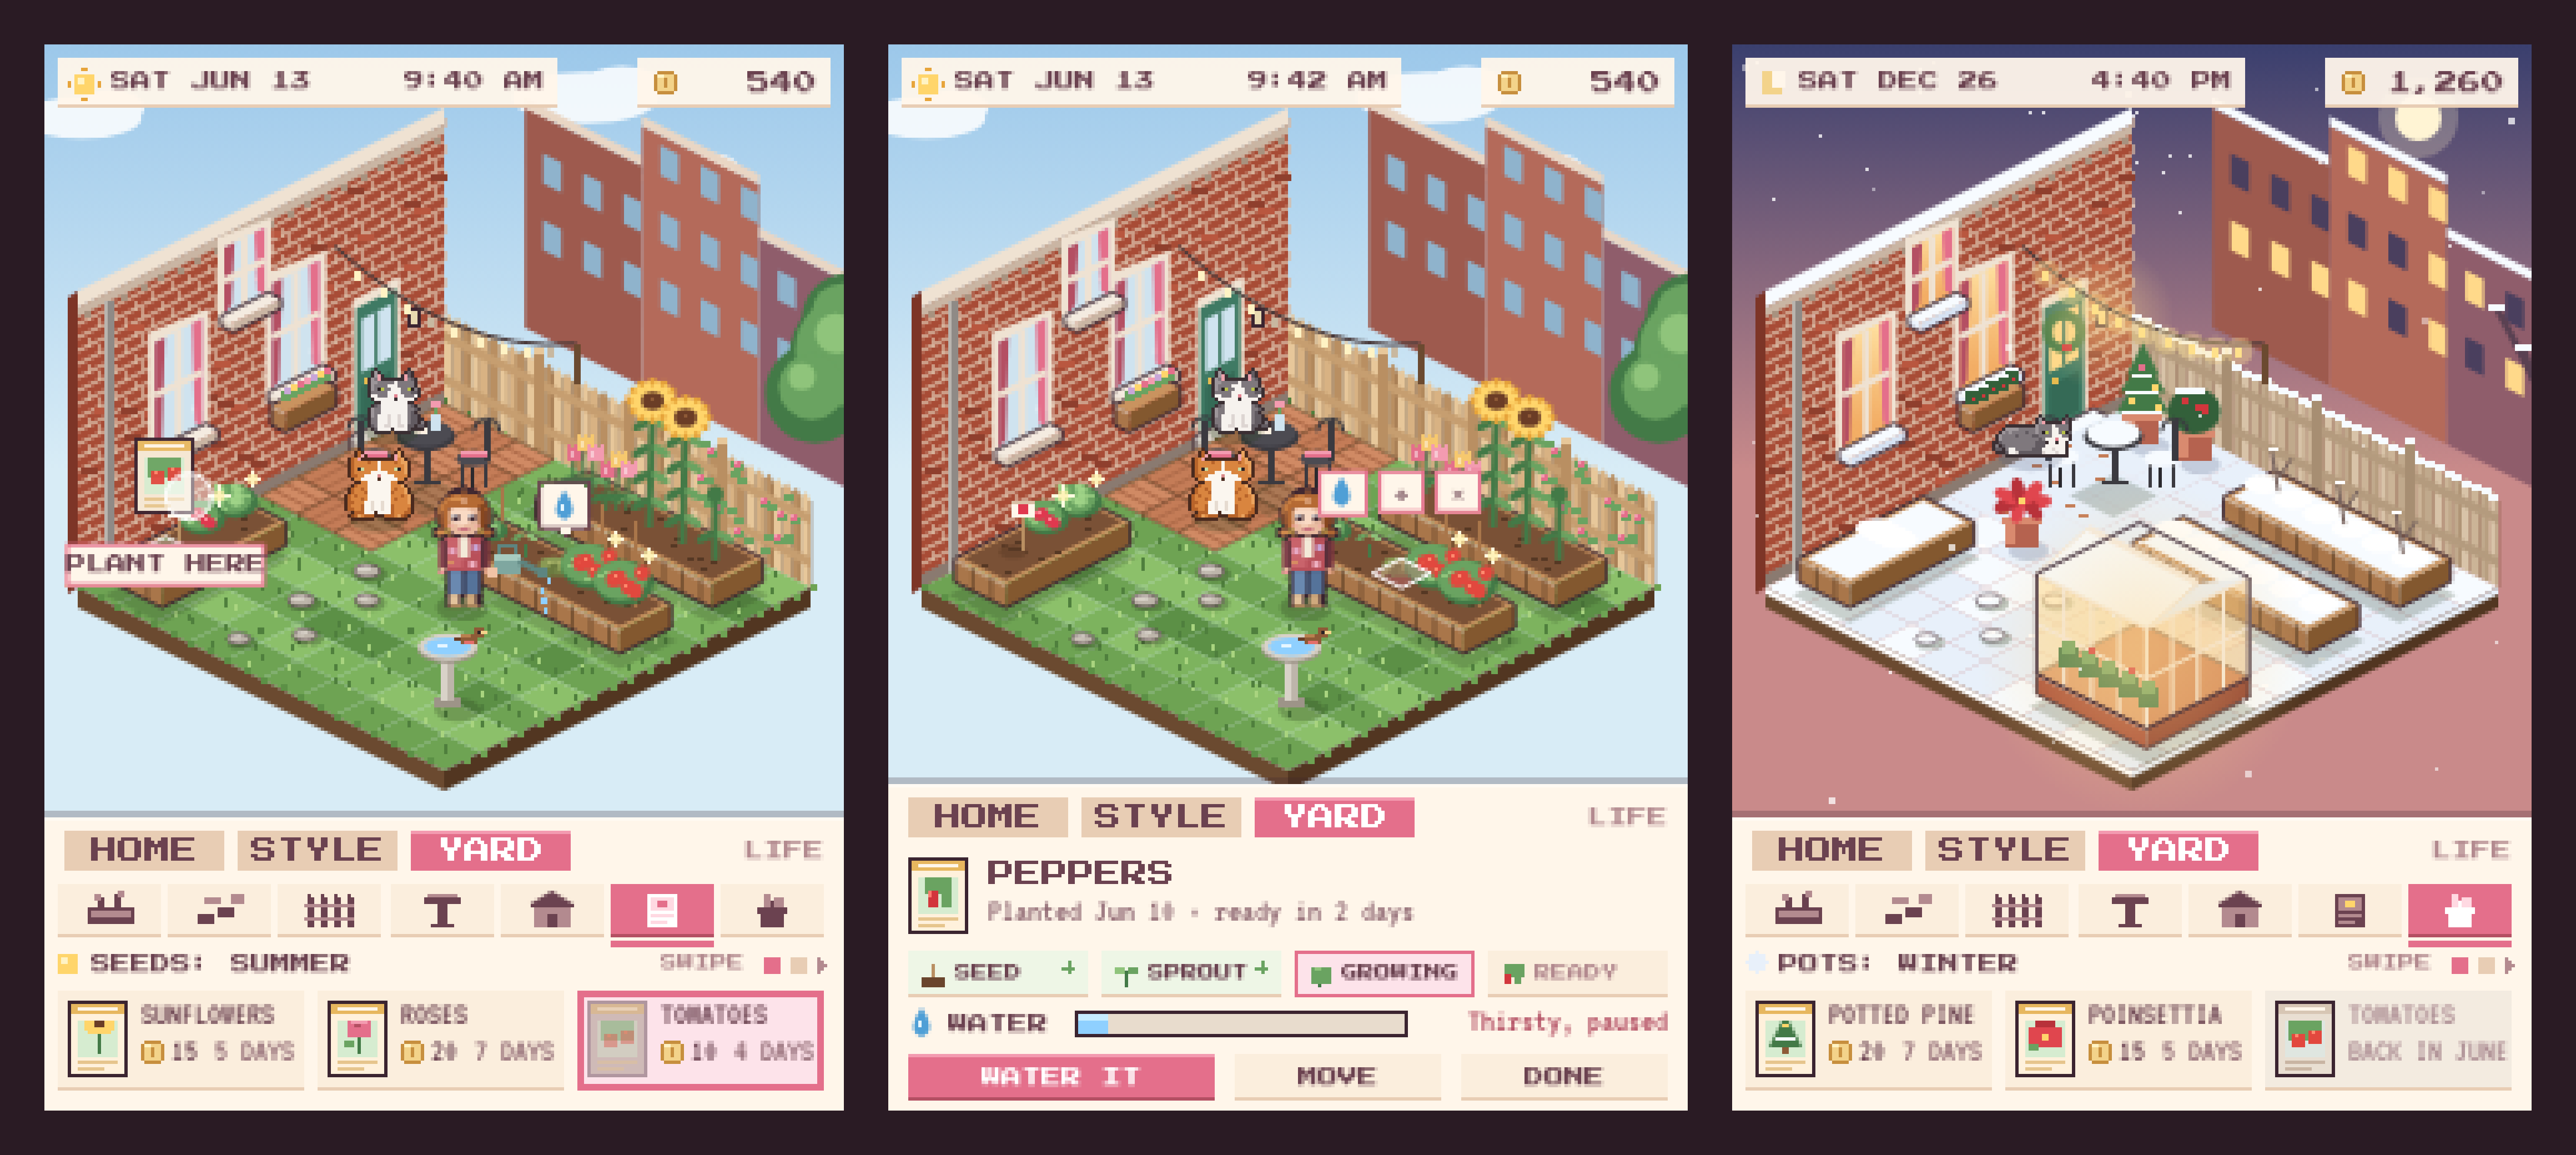 SAT JUN 13 9:40 AM
540
PLANT HERE
HOME STYLE YARD LIFE
SEEDS: SUMMER SWIPE
SUNFLOWERS
15 5 DAYS
ROSES
20 7 DAYS
TOMATOES
10 4 DAYS
SAT JUN 13 9:42 AM
540
HOME STYLE YARD LIFE
PEPPERS
Planted Jun 10 · ready in 2 days
SEED + SPROUT + GROWING READY
WATER Thirsty, paused
WATER IT MOVE DONE
SAT DEC 26 4:40 PM
1,260
HOME STYLE YARD LIFE
POTS: WINTER SWIPE
POTTED PINE
20 7 DAYS
POINSETTIA
15 5 DAYS
TOMATOES
BACK IN JUNE